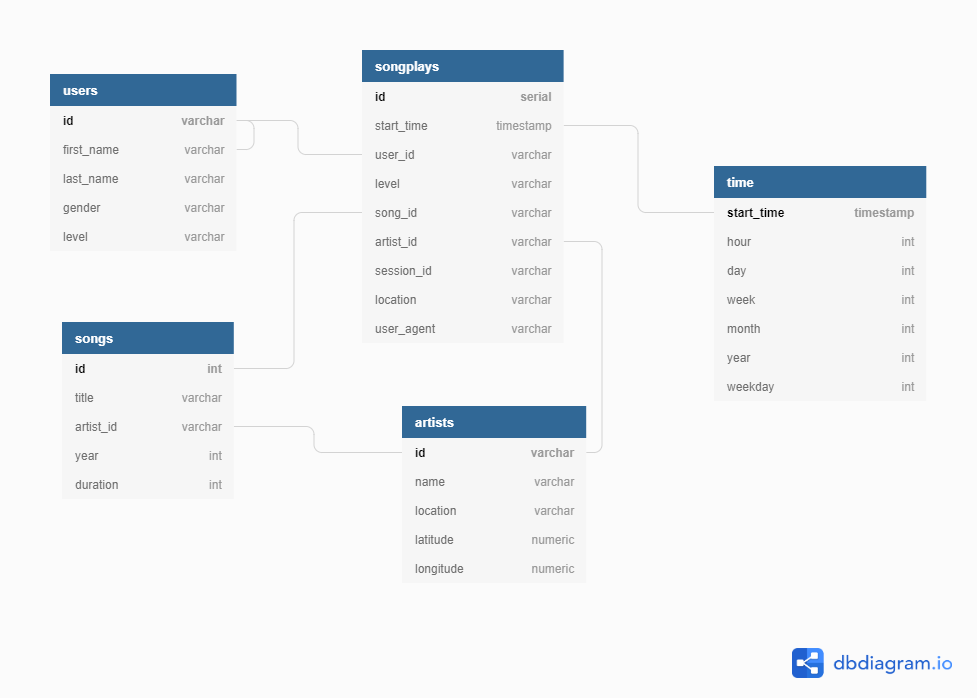 users
id varchar
first_name varchar
last_name varchar
gender varchar
level varchar
songplays
id serial
start_time timestamp
user_id varchar
level varchar
song_id varchar
artist_id varchar
session_id varchar
location varchar
user_agent varchar
time
start_time timestamp
hour int
day int
week int
month int
year int
weekday int
songs
id int
title varchar
artist_id varchar
year int
duration int
artists
id varchar
name varchar
location varchar
latitude numeric
longitude numeric
dbdiagram.io